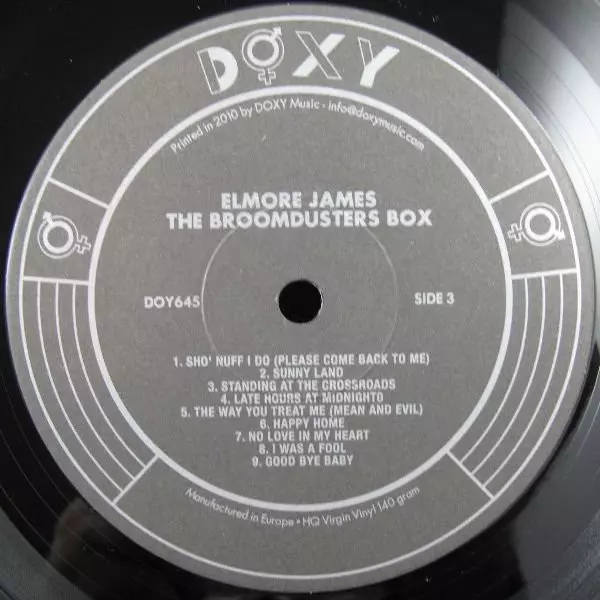 DOXY
Printed in 2010 by DOXY Music - info@doxymusic.com
ELMORE JAMES
THE BROOMDUSTERS BOX
DOY645
SIDE 3
1. SHO' NUFF I DO (PLEASE COME BACK TO ME)
2. SUNNY LAND
3. STANDING AT THE CROSSROADS
4. LATE HOURS AT MIDNIGHTO
5. THE WAY YOU TREAT ME (MEAN AND EVIL)
6. HAPPY HOME
7. NO LOVE IN MY HEART
8. I WAS A FOOL
9. GOOD BYE BABY
Manufactured in Europe • HQ Virgin Vinyl 140 gram